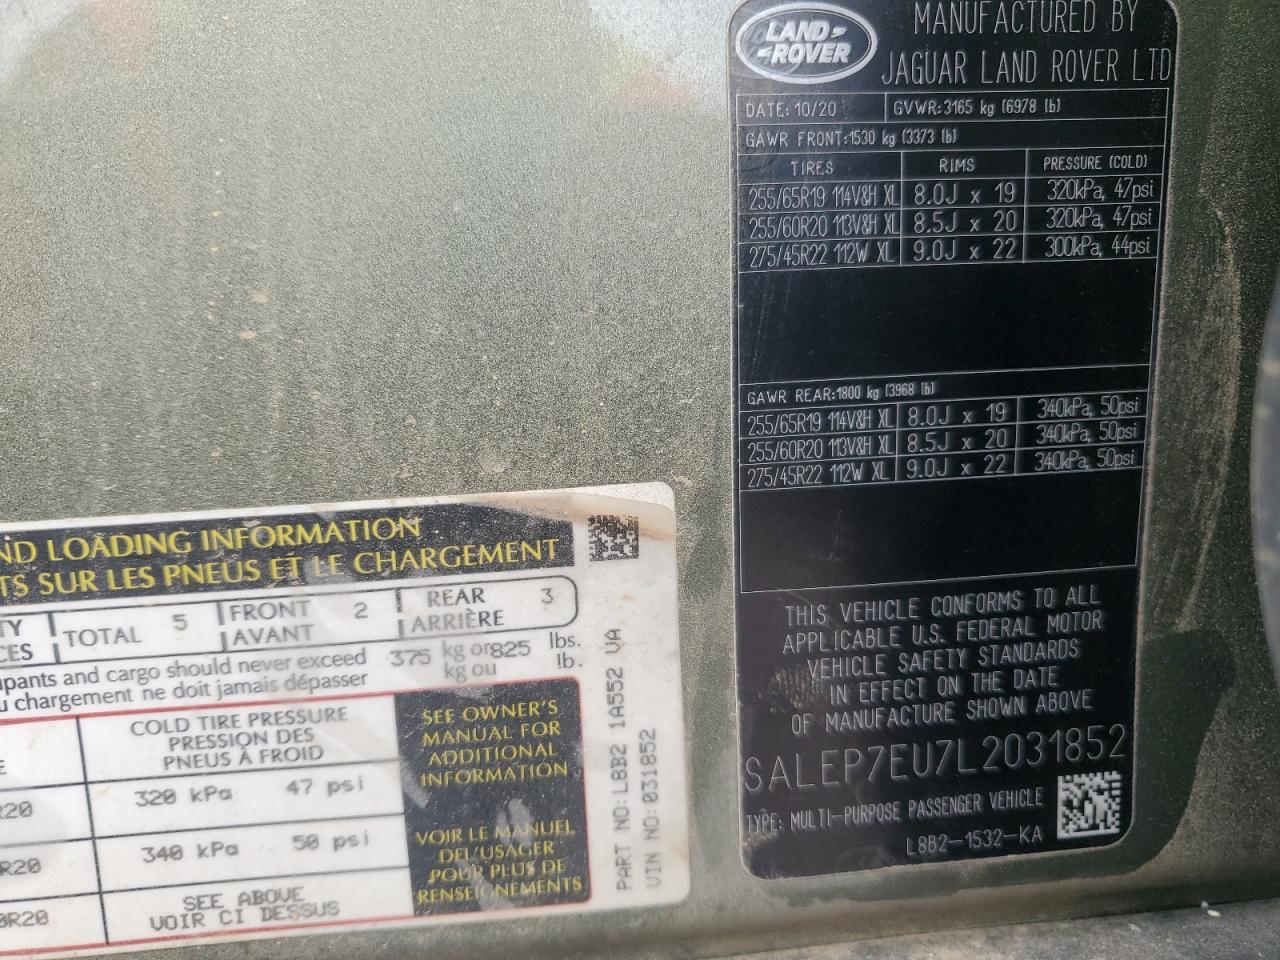 LAND ROVER
MANUFACTURED BY
JAGUAR LAND ROVER LTD
DATE: 10/20 GVWR: 3165 kg (6978 lb)
GAWR FRONT: 1530 kg (3373 lb)
TIRES RIMS PRESSURE (COLD)
255/65R19 114V&H XL 8.0J x 19 320kPa, 47psi
255/60R20 113V&H XL 8.5J x 20 320kPa, 47psi
275/45R22 112W XL 9.0J x 22 300kPa, 44psi
GAWR REAR: 1800 kg (3968 lb)
255/65R19 114V&H XL 8.0J x 19 340kPa, 50psi
255/60R20 113V&H XL 8.5J x 20 340kPa, 50psi
275/45R22 112W XL 9.0J x 22 340kPa, 50psi
THIS VEHICLE CONFORMS TO ALL
APPLICABLE U.S. FEDERAL MOTOR
VEHICLE SAFETY STANDARDS
IN EFFECT ON THE DATE
OF MANUFACTURE SHOWN ABOVE
SALEP7EU7L2031852
TYPE: MULTI-PURPOSE PASSENGER VEHICLE
L8B2-1532-KA
ND LOADING INFORMATION
TS SUR LES PNEUS ET LE CHARGEMENT
TY
CES
TOTAL 5
FRONT 2
AVANT
REAR 3
ARRIÈRE
upants and cargo should never exceed 375 kg or 825 lbs.
u chargement ne doit jamais dépasser kg ou lb.
E
COLD TIRE PRESSURE
PRESSION DES
PNEUS À FROID
R20 320 kPa 47 psi
R20 340 kPa 50 psi
0R20 SEE ABOVE
VOIR CI DESSUS
SEE OWNER'S
MANUAL FOR
ADDITIONAL
INFORMATION
VOIR LE MANUEL
DE L'USAGER
POUR PLUS DE
RENSEIGNEMENTS
PART NO: L8B2 1A552 VA
VIN NO: 031852